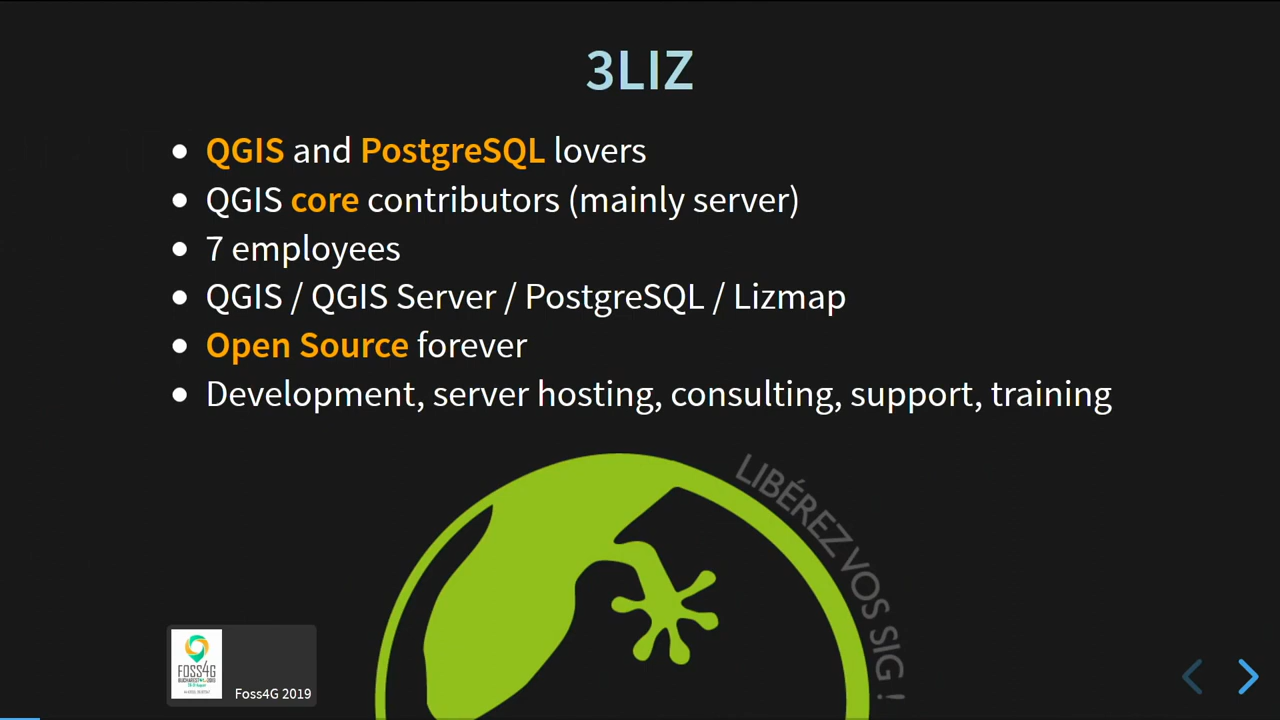 3LIZ
QGIS and PostgreSQL lovers
QGIS core contributors (mainly server)
7 employees
QGIS / QGIS Server / PostgreSQL / Lizmap
Open Source forever
Development, server hosting, consulting, support, training
LIBÉREZ VOS SIG !
FOSS4G
Foss4G 2019